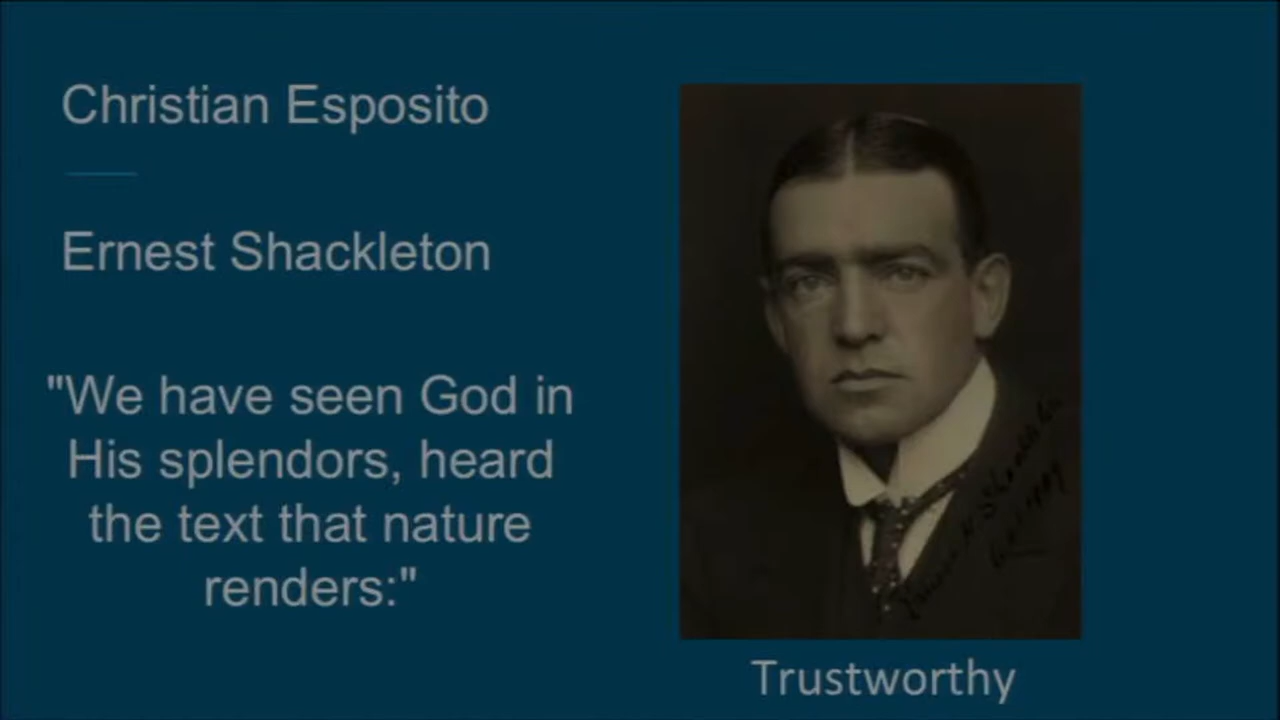 Christian Esposito
Ernest Shackleton
"We have seen God in
His splendors, heard
the text that nature
renders:"
Trustworthy